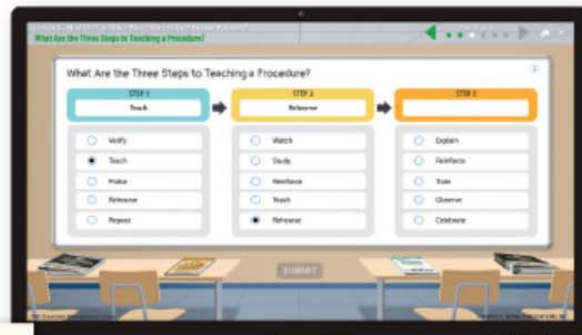 What Are the Three Steps to Teaching a Procedure?
What Are the Three Steps to Teaching a Procedure?
STEP 1
Teach
STEP 2
Rehearse
STEP 3
Verify
Teach
Praise
Rehearse
Repeat
Watch
Study
Reinforce
Teach
Rehearse
Explain
Reinforce
Train
Observe
Celebrate
SUBMIT